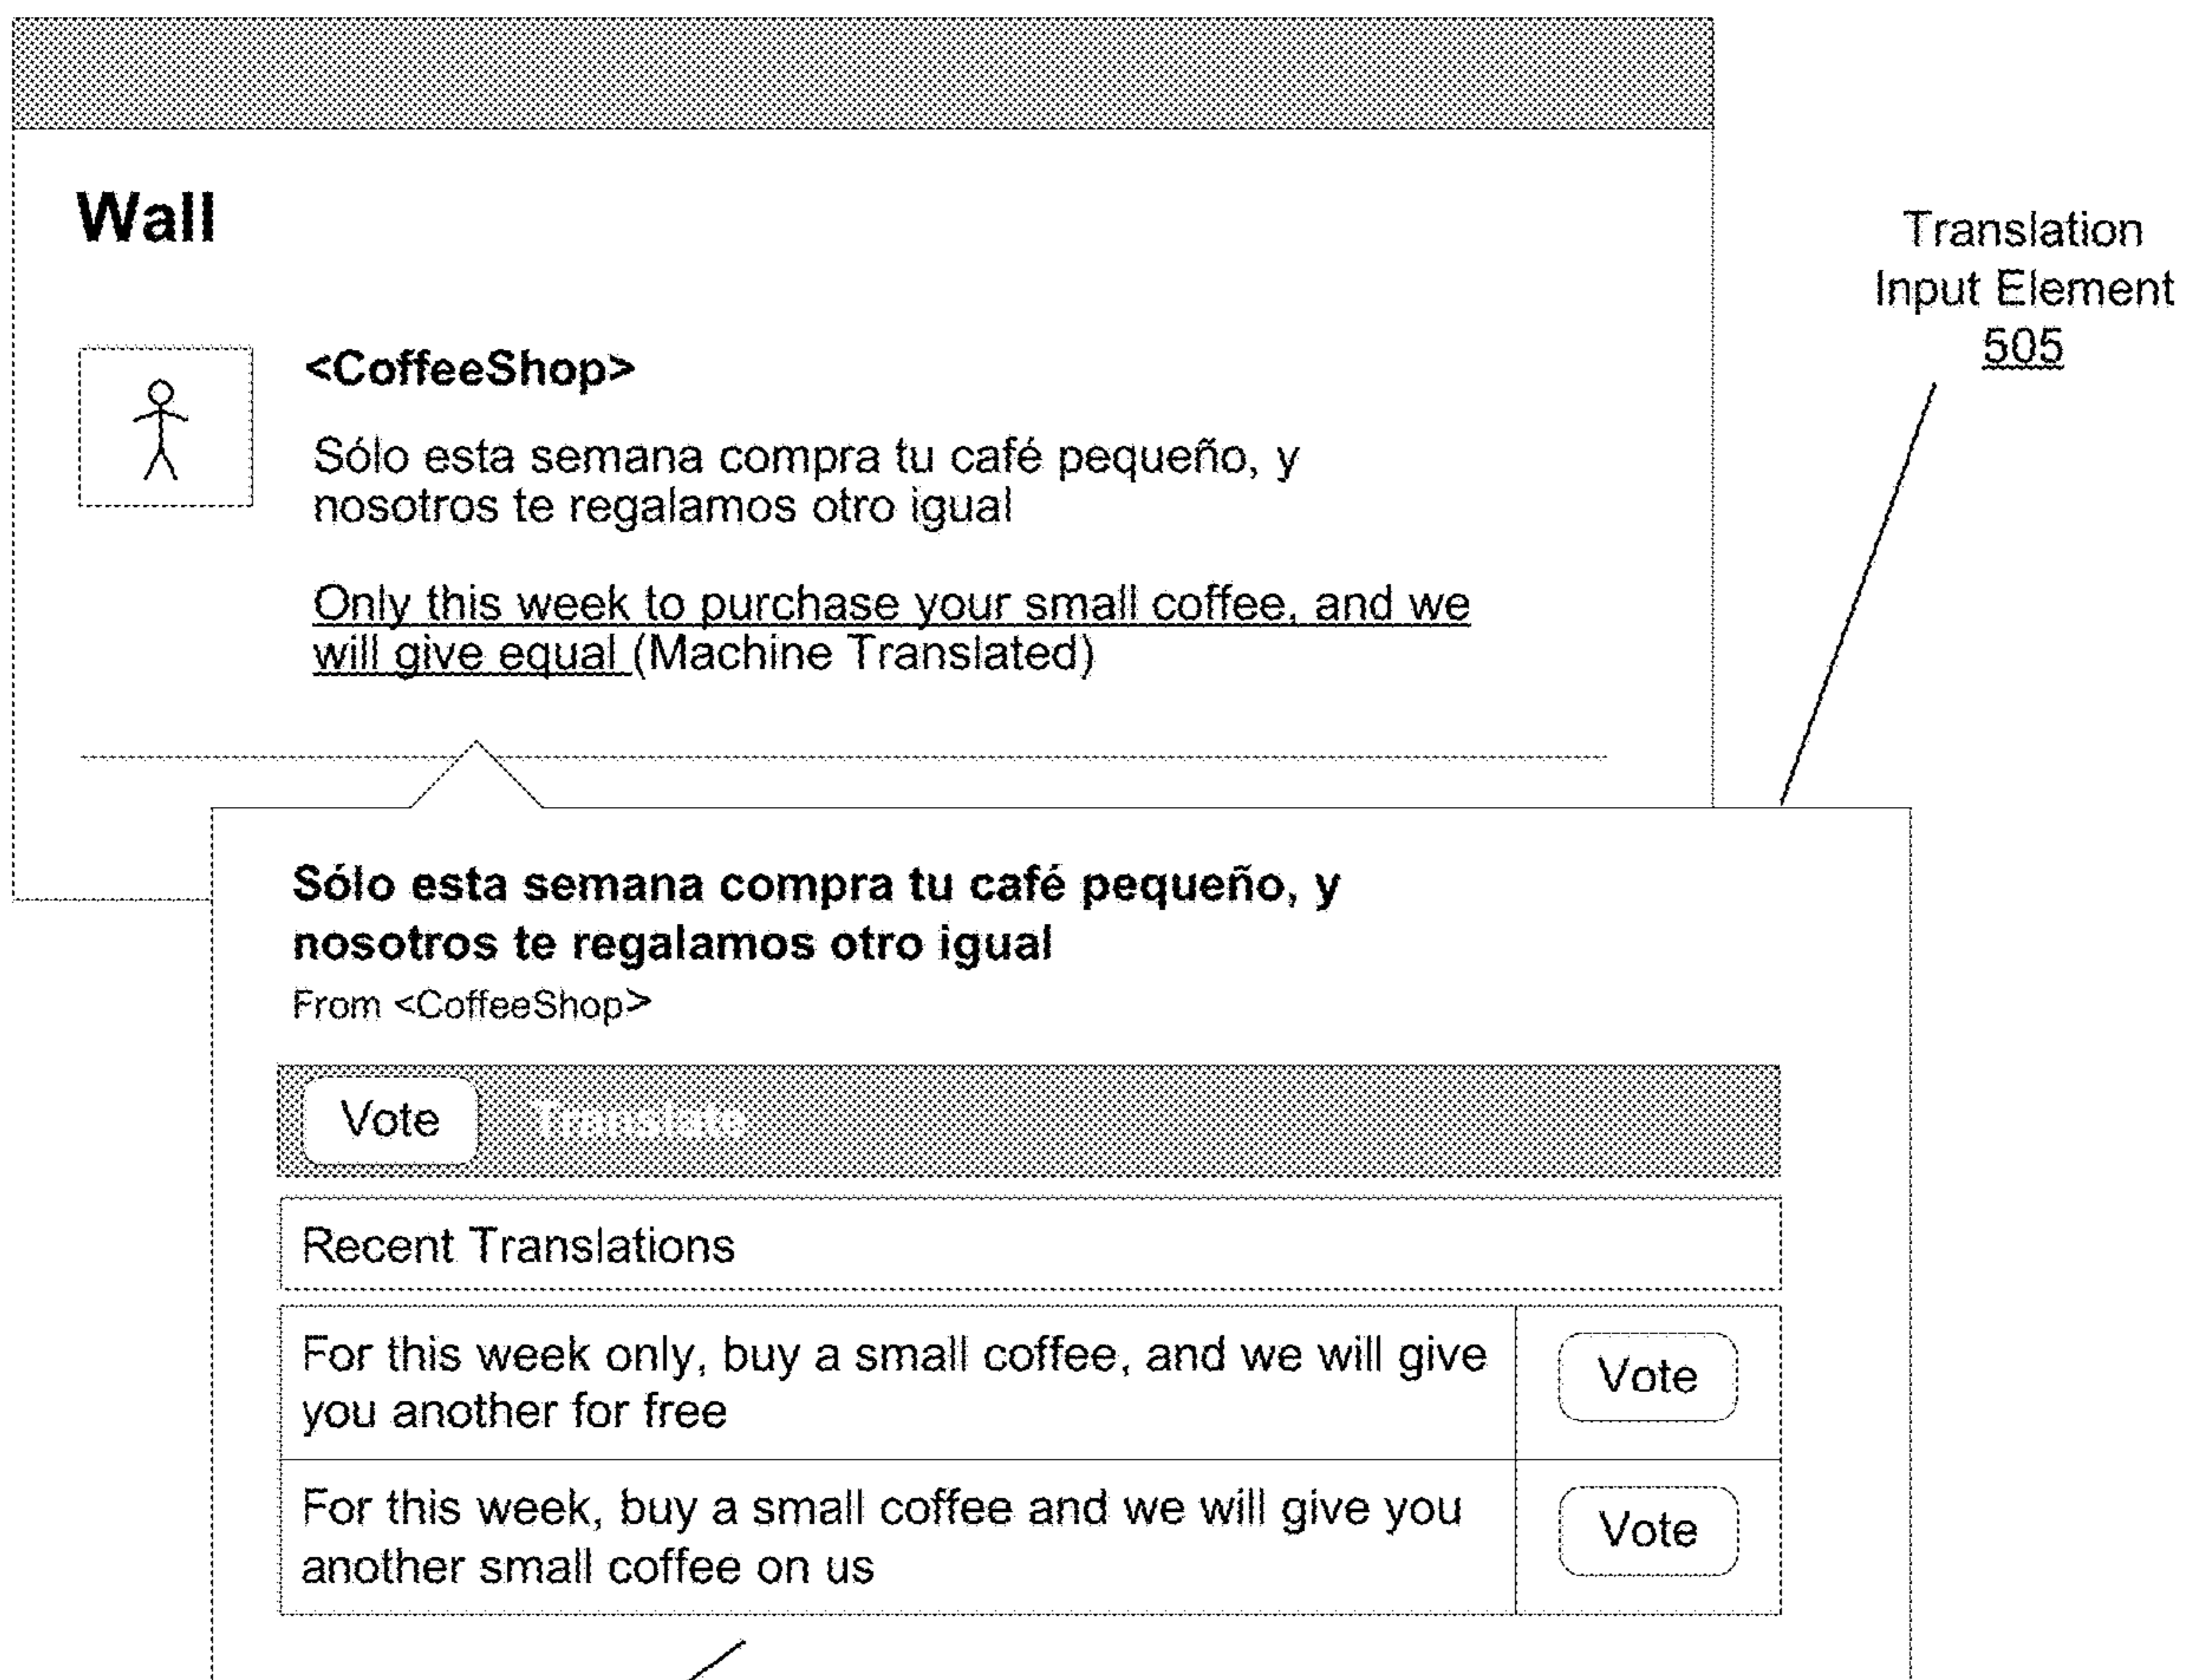 Wall
Translation
Input Element
505
<CoffeeShop>
Sólo esta semana compra tu café pequeño, y
nosotros te regalamos otro igual
Only this week to purchase your small coffee, and we
will give equal (Machine Translated)
Sólo esta semana compra tu café pequeño, y
nosotros te regalamos otro igual
From <CoffeeShop>
Vote Translate
Recent Translations
For this week only, buy a small coffee, and we will give
you another for free
Vote
For this week, buy a small coffee and we will give you
another small coffee on us
Vote